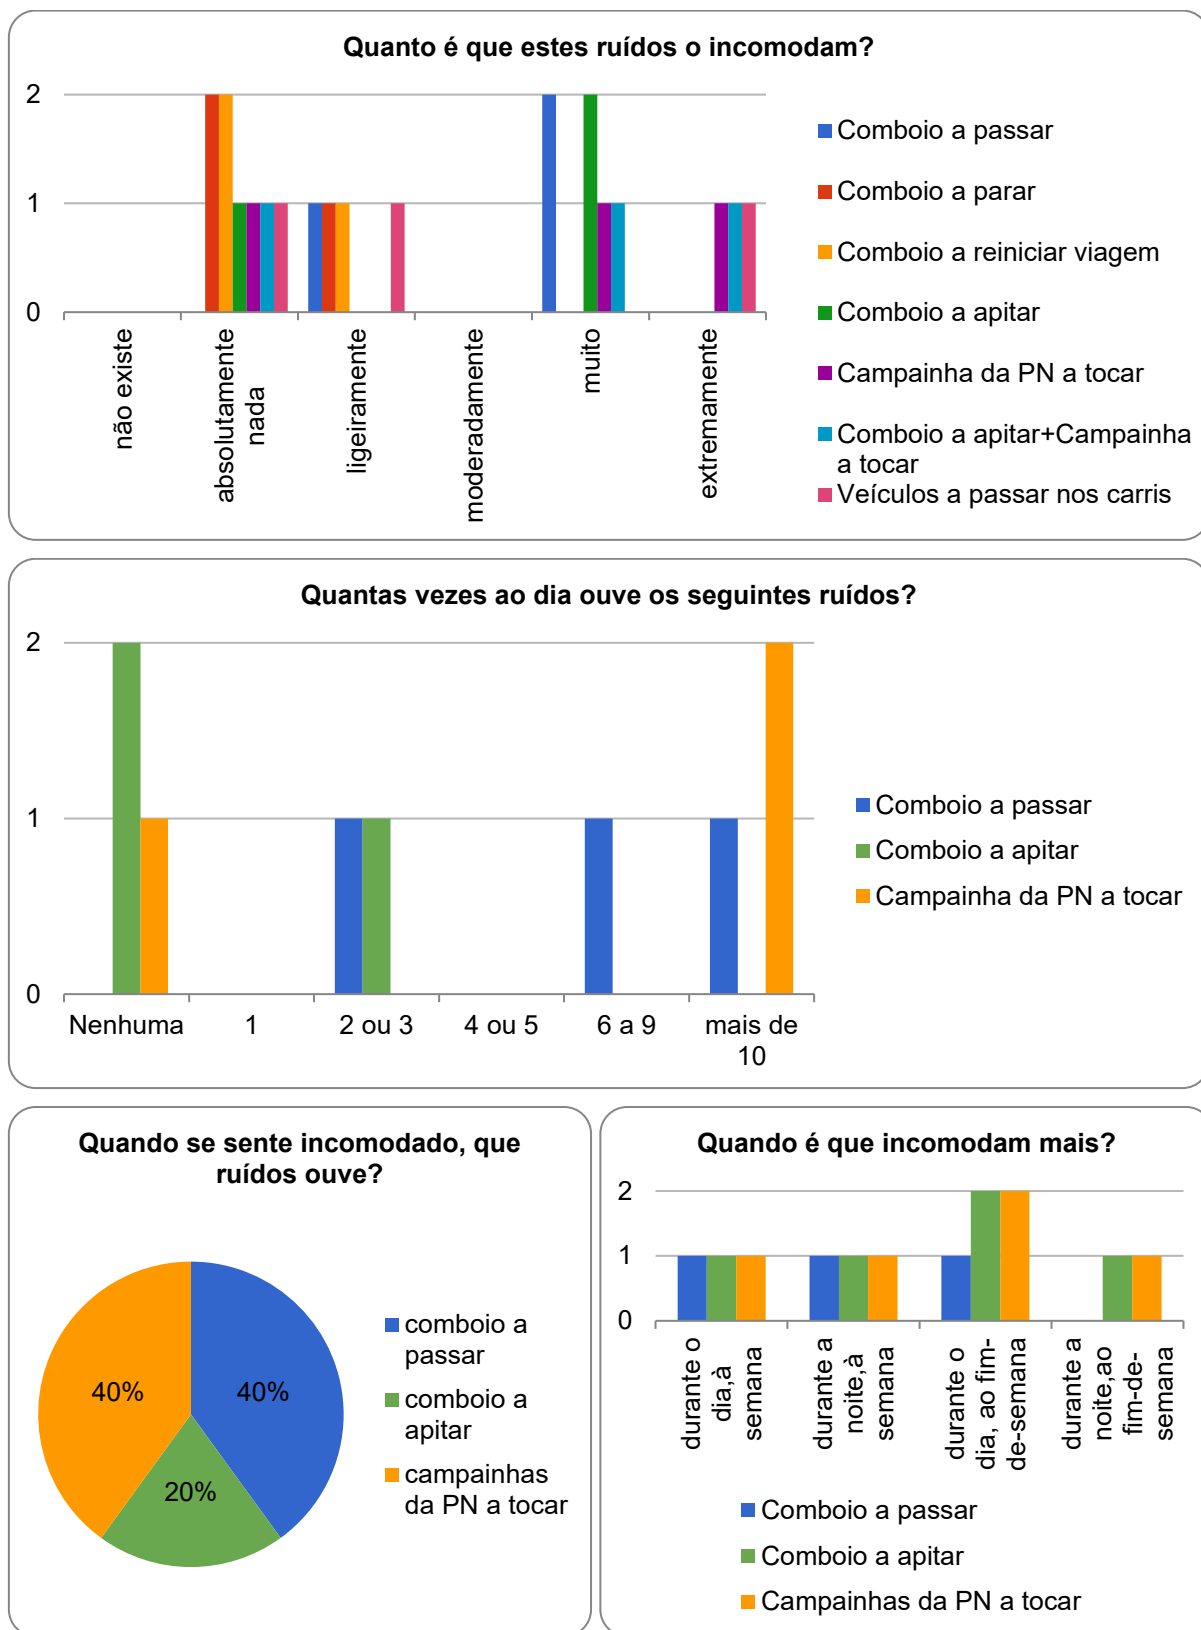 Quanto é que estes ruídos o incomodam?
2
1
0
não existe
absolutamente
nada
ligeiramente
moderadamente
muito
extremamente
Comboio a passar
Comboio a parar
Comboio a reiniciar viagem
Comboio a apitar
Campainha da PN a tocar
Comboio a apitar+Campainha
a tocar
Veículos a passar nos carris
Quantas vezes ao dia ouve os seguintes ruídos?
2
1
0
Nenhuma
1
2 ou 3
4 ou 5
6 a 9
mais de
10
Comboio a passar
Comboio a apitar
Campainha da PN a tocar
Quando se sente incomodado, que
ruídos ouve?
40%
40%
20%
comboio a
passar
comboio a
apitar
campainhas
da PN a tocar
Quando é que incomodam mais?
2
1
0
durante o
dia,à
semana
durante a
noite,à
semana
durante o
dia, ao fim-
de-semana
durante a
noite,ao
fim-de-
semana
Comboio a passar
Comboio a apitar
Campainhas da PN a tocar